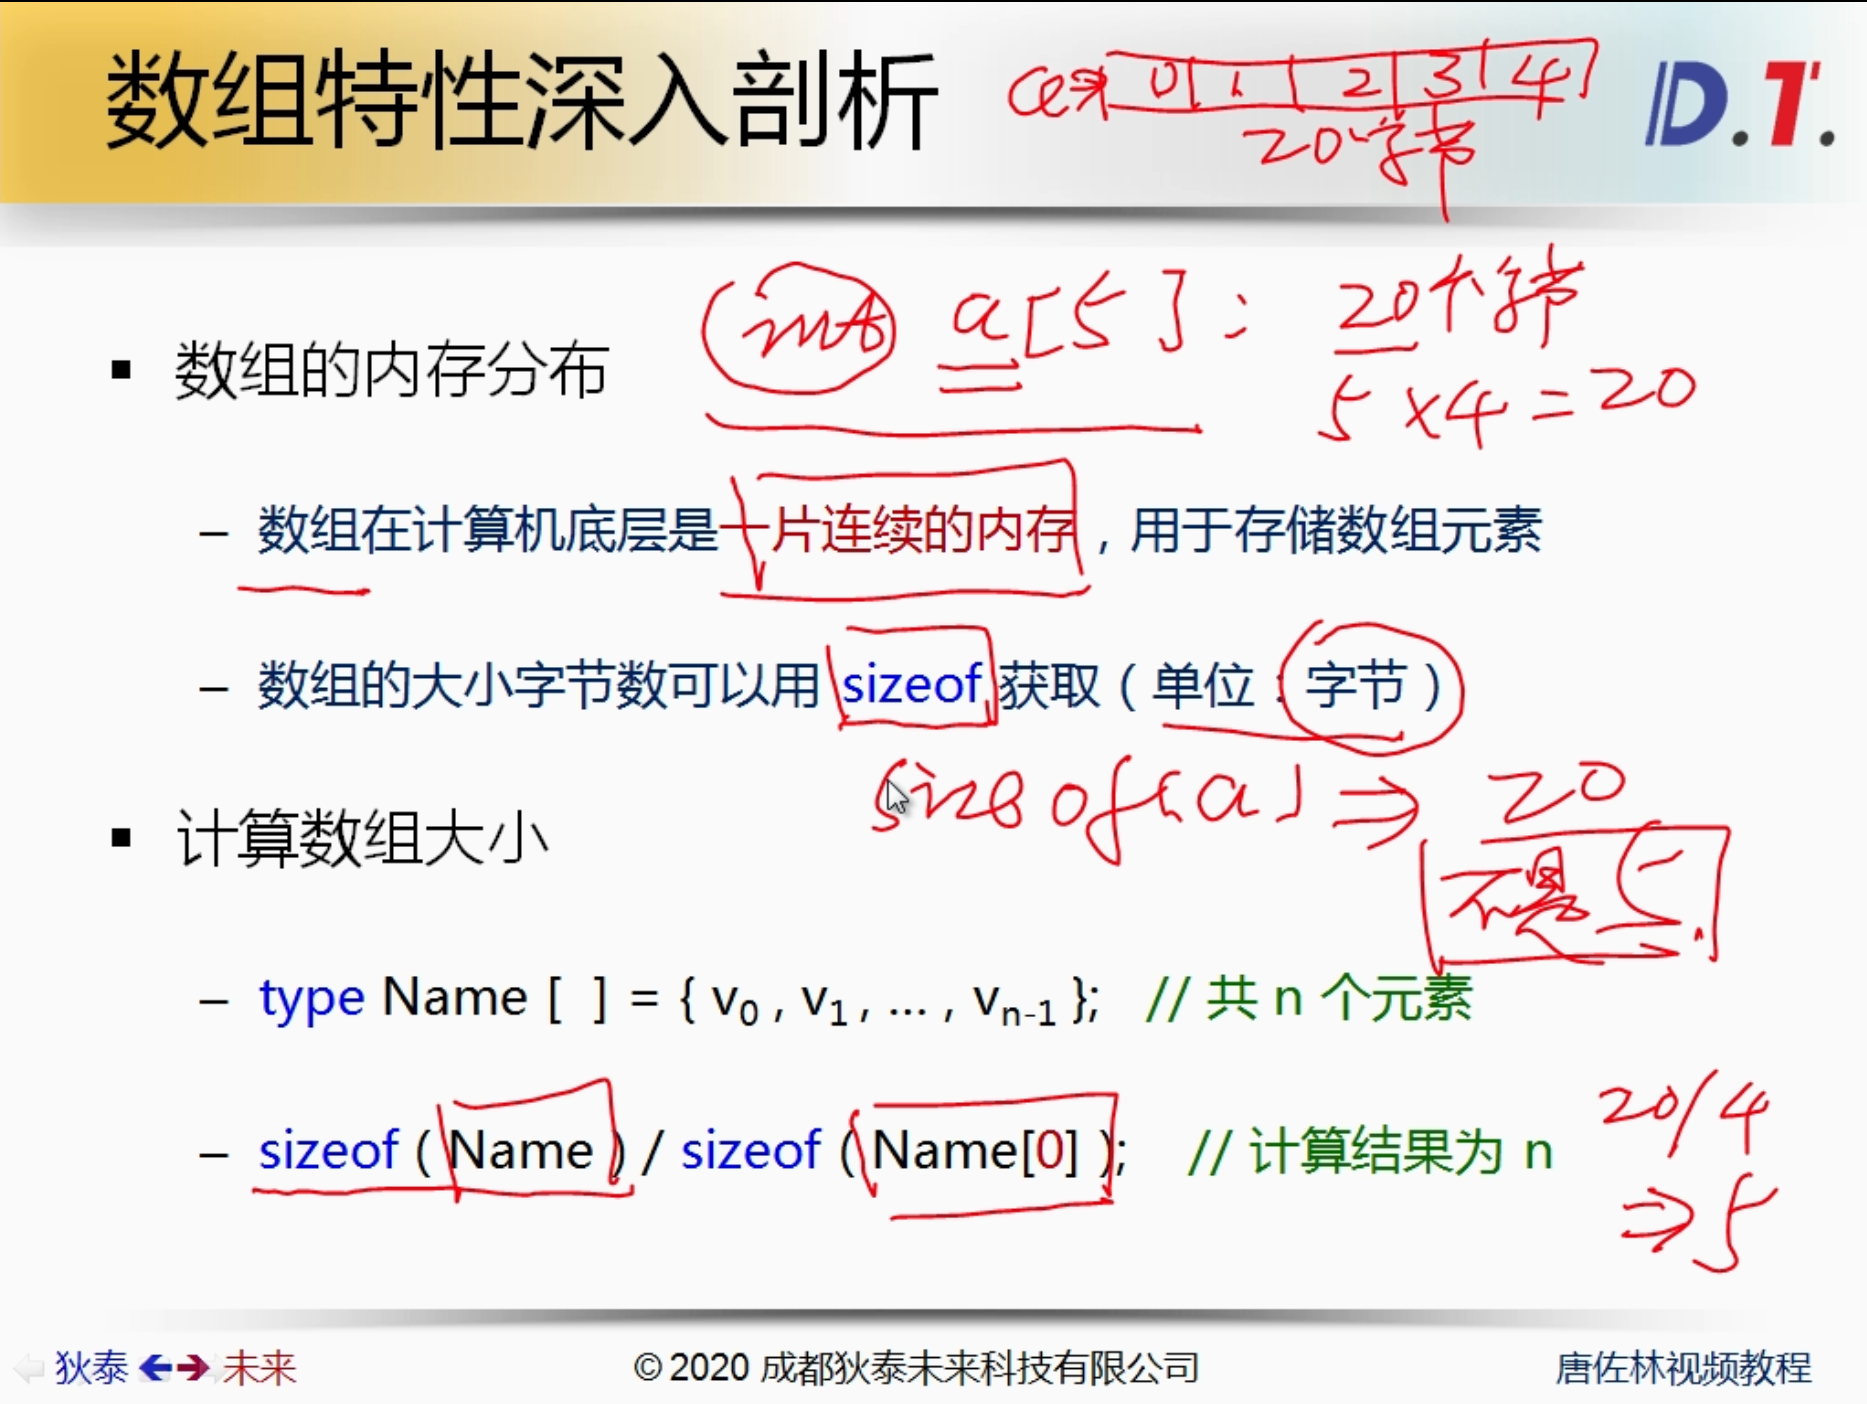 数组特性深入剖析
0 1 2 3 4
20字节
D.T.
int a[5]: 20个字节
5×4=20
▪ 数组的内存分布
– 数组在计算机底层是一片连续的内存，用于存储数组元素
– 数组的大小字节数可以用 sizeof 获取（单位：字节）
sizeof(a) ⇒ 20
不是5.
▪ 计算数组大小
– type Name [ ] = { v0 , v1 , ... , vn-1 }; // 共 n 个元素
– sizeof ( Name ) / sizeof ( Name[0] ); // 计算结果为 n
20/4
⇒5
狄泰 未来
© 2020 成都狄泰未来科技有限公司
唐佐林视频教程